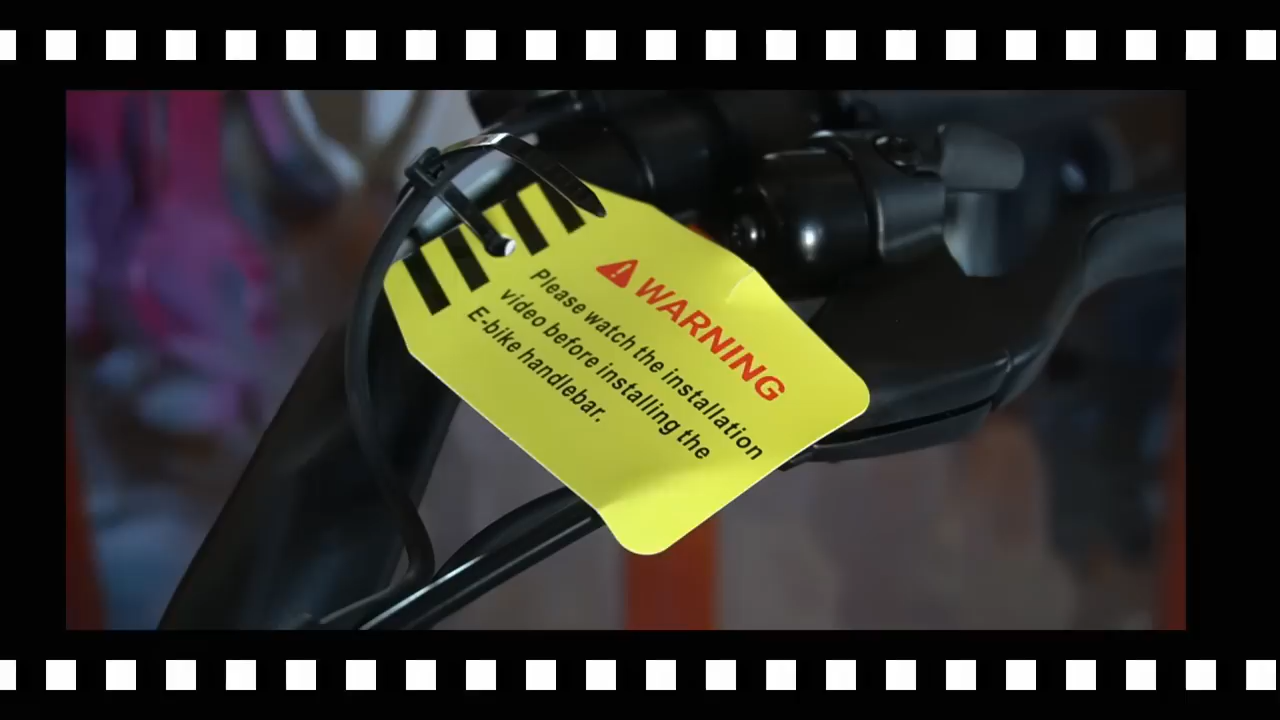 WARNING
Please watch the installation
video before installing the
E-bike handlebar.